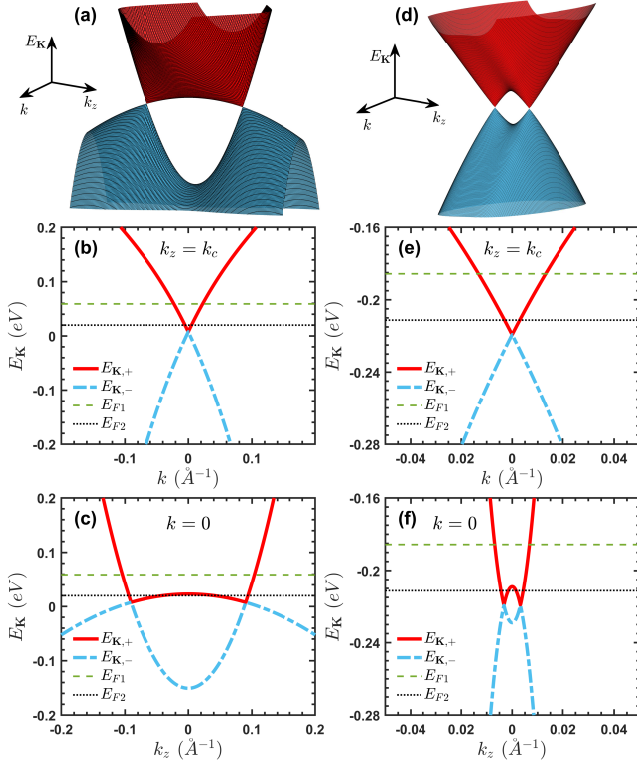 (a)
E_K
k
k_z
(d)
E_K
k
k_z
(b)
k_z = k_c
0.2
0.1
0
-0.1
-0.2
E_K (eV)
E_K,+
E_K,−
E_F1
E_F2
-0.1 0 0.1
k (Å⁻¹)
(e)
k_z = k_c
-0.16
-0.2
-0.24
-0.28
E_K (eV)
E_K,+
E_K,−
E_F1
E_F2
-0.04 0.02 0 0.02 0.04
k (Å⁻¹)
(c)
k = 0
0.2
0.1
0
-0.1
-0.2
E_K (eV)
E_K,+
E_K,−
E_F1
E_F2
-0.2 -0.1 0 0.1 0.2
k_z (Å⁻¹)
(f)
k = 0
-0.16
-0.2
-0.24
-0.28
E_K (eV)
E_K,+
E_K,−
E_F1
E_F2
-0.04 0.02 0 0.02 0.04
k_z (Å⁻¹)